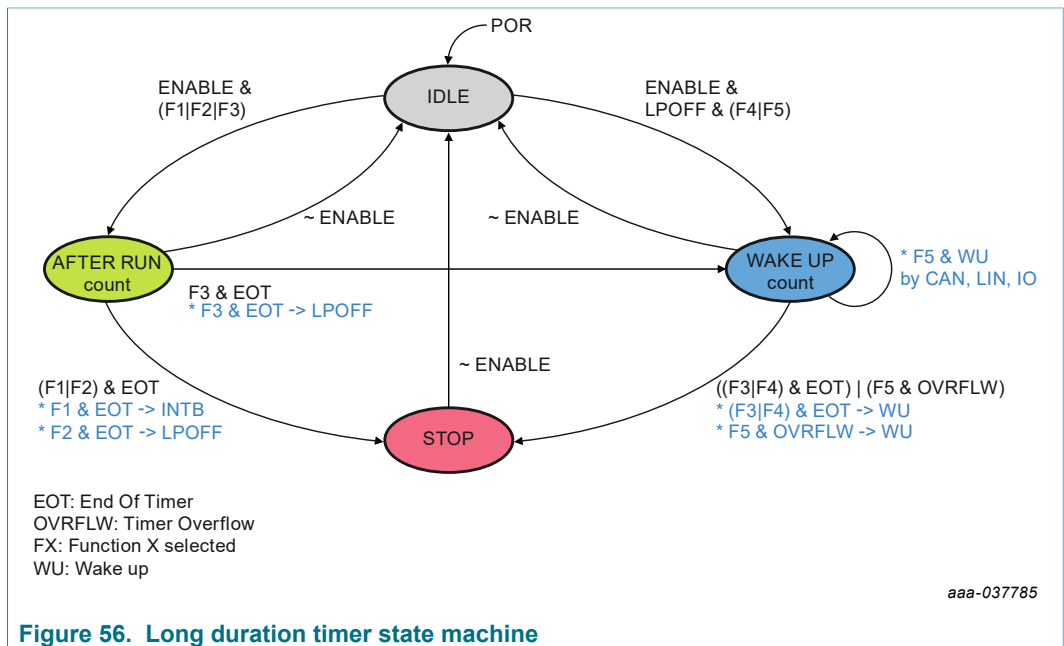 POR
IDLE
ENABLE &
(F1|F2|F3)
ENABLE &
LPOFF & (F4|F5)
~ ENABLE
~ ENABLE
AFTER RUN
count
WAKE UP
count
* F5 & WU
by CAN, LIN, IO
F3 & EOT
* F3 & EOT -> LPOFF
~ ENABLE
(F1|F2) & EOT
* F1 & EOT -> INTB
* F2 & EOT -> LPOFF
((F3|F4) & EOT) | (F5 & OVRFLW)
* (F3|F4) & EOT -> WU
* F5 & OVRFLW -> WU
STOP
EOT: End Of Timer
OVRFLW: Timer Overflow
FX: Function X selected
WU: Wake up
aaa-037785
Figure 56. Long duration timer state machine